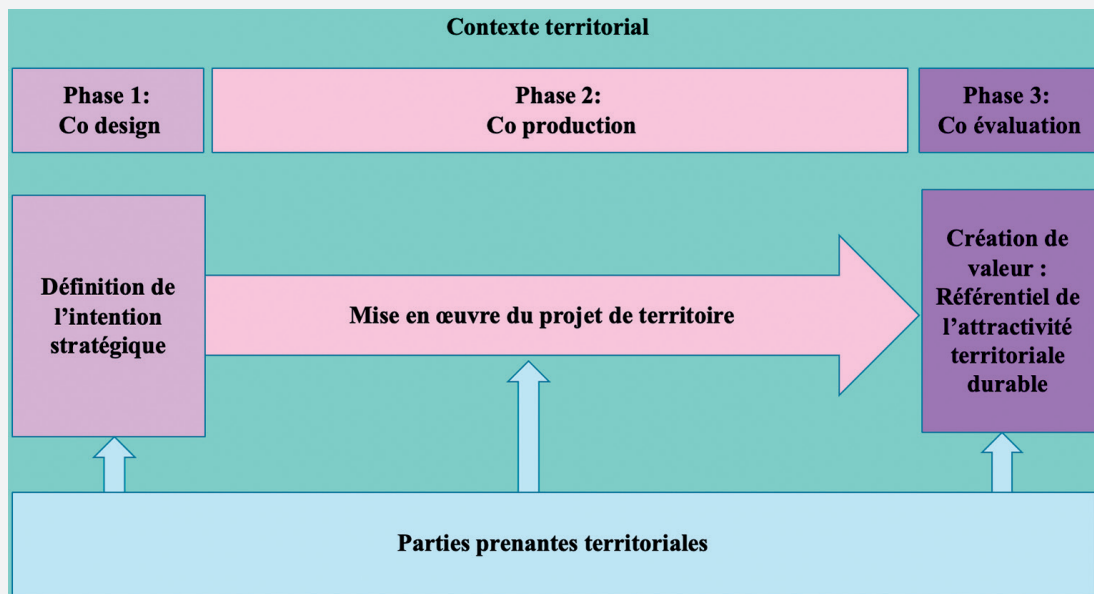 Contexte territorial
Phase 1:
Co design
Phase 2:
Co production
Phase 3:
Co évaluation
Définition de
l’intention
stratégique
Mise en œuvre du projet de territoire
Création de
valeur :
Référentiel de
l’attractivité
territoriale
durable
Parties prenantes territoriales